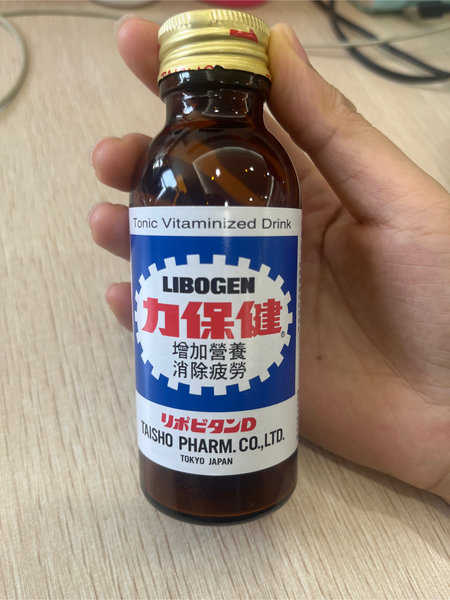 Tonic Vitaminized Drink
LIBOGEN
力保健®
增加營養
消除疲勞
リポビタンD
TAISHO PHARM. CO., LTD.
TOKYO JAPAN